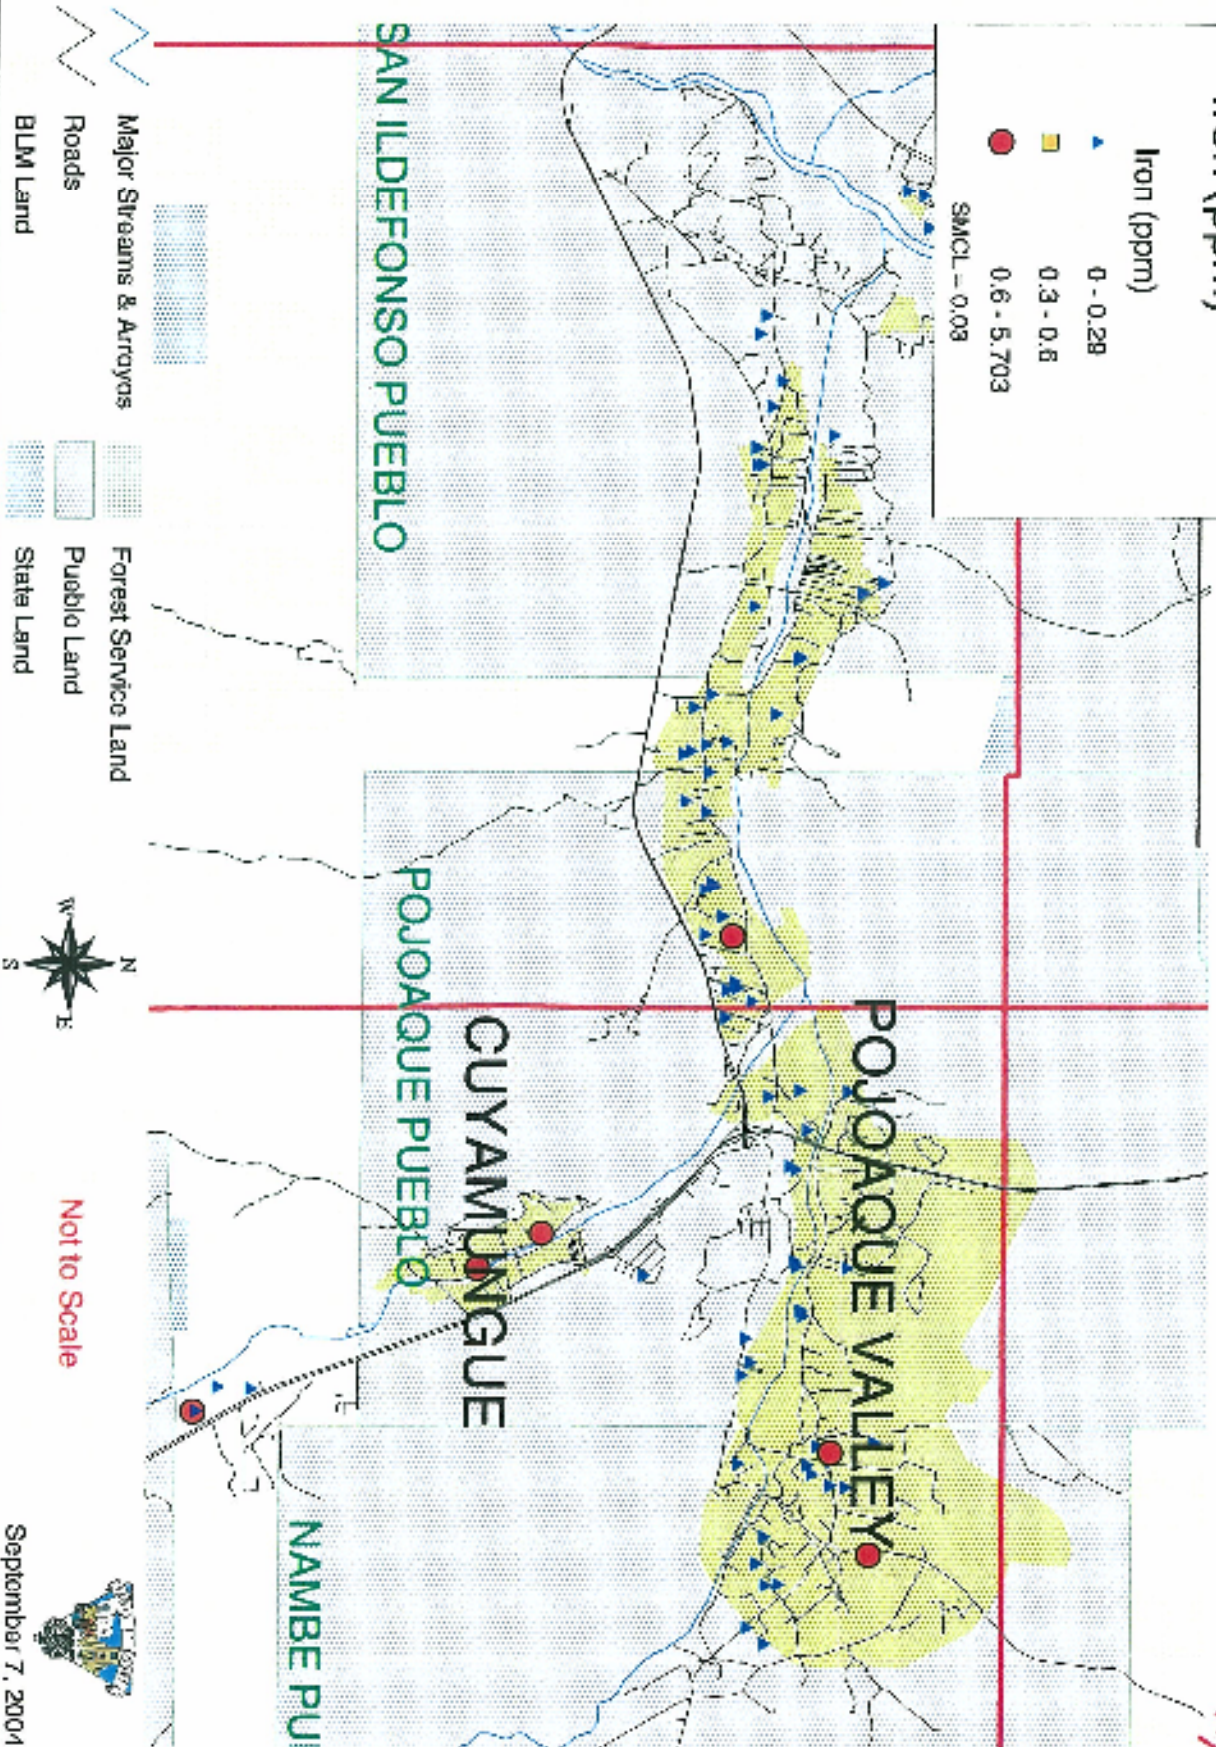 Iron (ppm)
0 - 0.29
0.3 - 0.6
0.6 - 5.703
SMCL = 0.03
POJOAQUE VALLEY
CUYAMUNGUE
SAN ILDEFONSO PUEBLO
POJOAQUE PUEBLO
NAMBE PU
Major Streams & Arroyos
Roads
BLM Land
Forest Service Land
Pueblo Land
State Land
N
W
E
S
Not to Scale
September 7, 2004